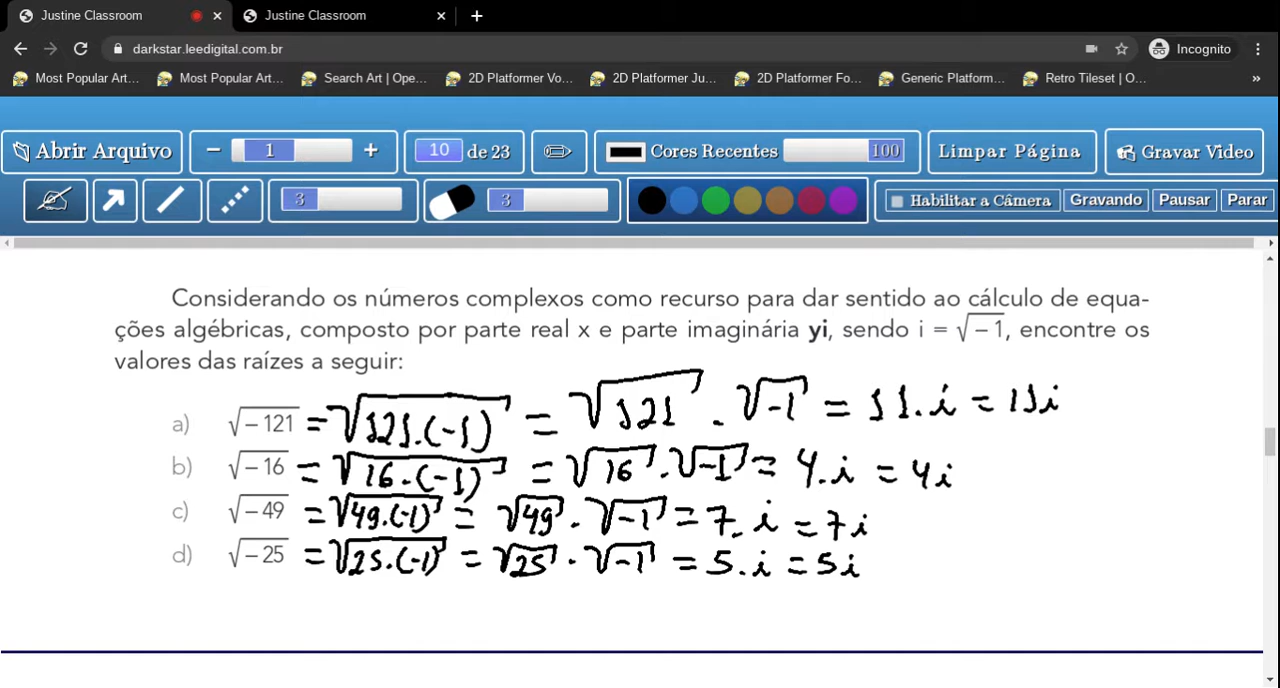 Justine Classroom
Justine Classroom
darkstar.leedigital.com.br
Incognito
Most Popular Art...
Most Popular Art...
Search Art | Ope...
2D Platformer Vo...
2D Platformer Ju...
2D Platformer Fo...
Generic Platform...
Retro Tileset | O...
»
Abrir Arquivo
− 1 +
10 de 23
Cores Recentes 100
Limpar Página
Gravar Video
3
3
Habilitar a Câmera Gravando Pausar Parar
Considerando os números complexos como recurso para dar sentido ao cálculo de equa-
ções algébricas, composto por parte real x e parte imaginária yi, sendo i = √−1, encontre os
valores das raízes a seguir:
a) √−121 = √121.(-1) = √121 . √-1 = 11.i = 11i
b) √−16 = √16.(-1) = √16 . √-1 = 4.i = 4i
c) √−49 = √49.(-1) = √49 . √-1 = 7.i = 7i
d) √−25 = √25.(-1) = √25 . √-1 = 5.i = 5i